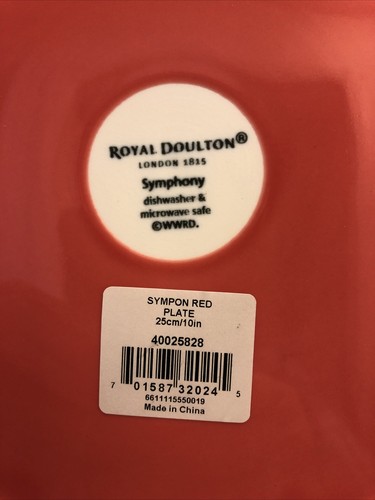 ROYAL DOULTON®
LONDON 1815
Symphony
dishwasher &
microwave safe
©WWRD.
SYMPON RED
PLATE
25cm/10in
40025828
7 01587 32024 5
6611115550019
Made in China